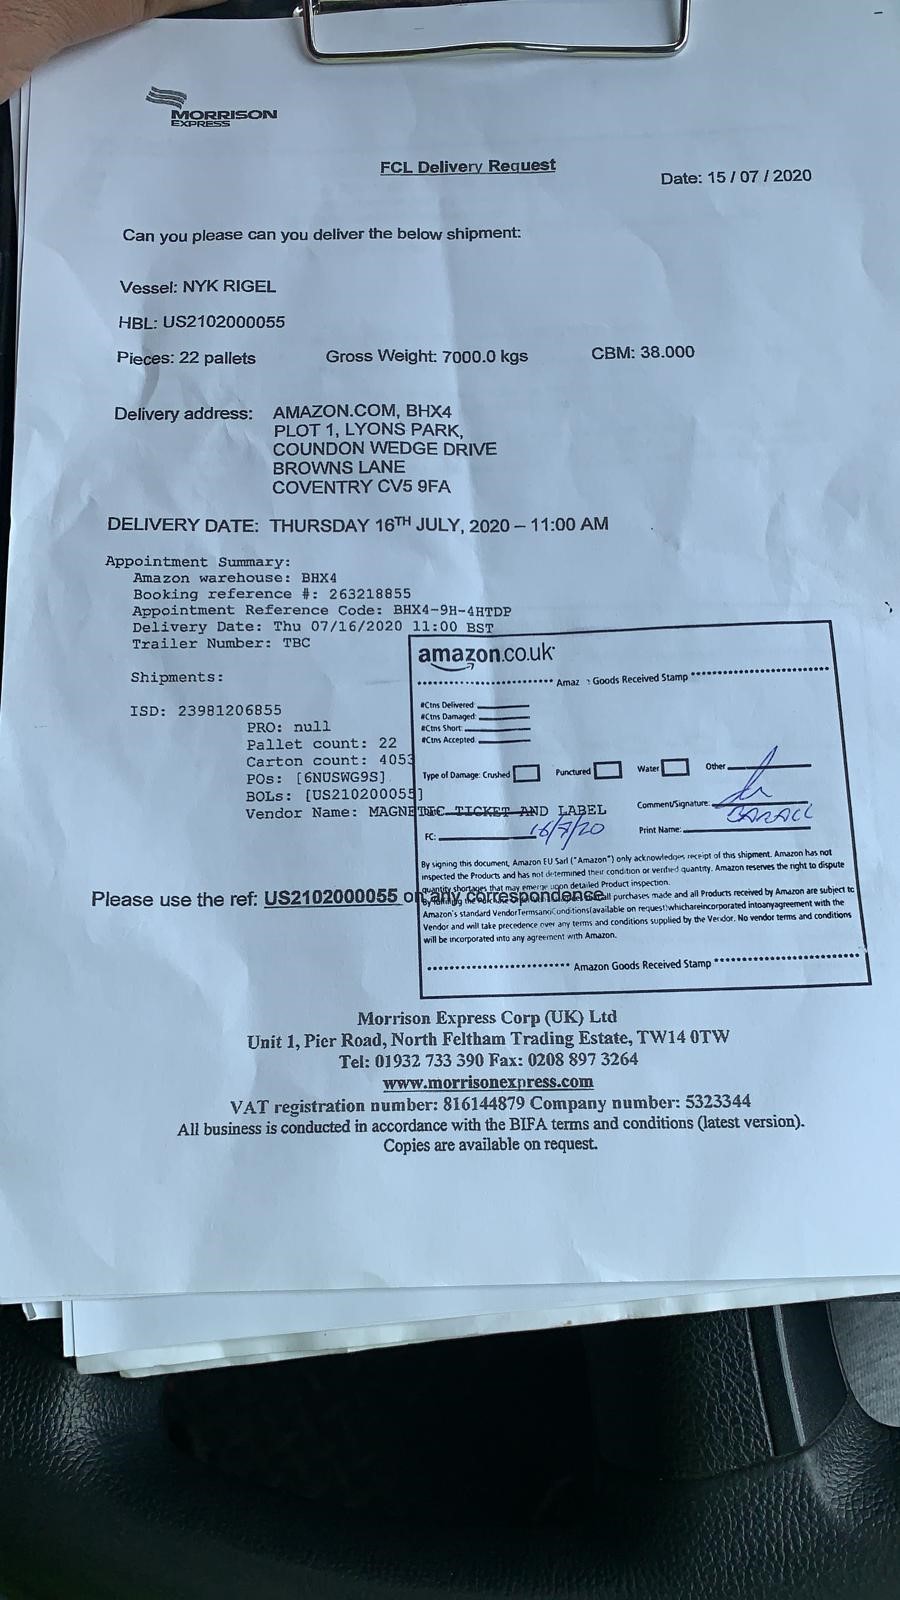 MORRISON
EXPRESS
FCL Delivery Request
Date: 15 / 07 / 2020
Can you please can you deliver the below shipment:
Vessel: NYK RIGEL
HBL: US2102000055
Pieces: 22 pallets Gross Weight: 7000.0 kgs CBM: 38.000
Delivery address: AMAZON.COM, BHX4
PLOT 1, LYONS PARK,
COUNDON WEDGE DRIVE
BROWNS LANE
COVENTRY CV5 9FA
DELIVERY DATE: THURSDAY 16TH JULY, 2020 – 11:00 AM
Appointment Summary:
Amazon warehouse: BHX4
Booking reference #: 263218855
Appointment Reference Code: BHX4-9H-4HTDP
Delivery Date: Thu 07/16/2020 11:00 BST
Trailer Number: TBC
Shipments:
ISD: 23981206855
PRO: null
Pallet count: 22
Carton count: 4053
POs: [6NUSWG9S]
BOLs: [US210200055]
Vendor Name: MAGNETIC TICKET AND LABEL
amazon.co.uk
Amaz Goods Received Stamp
#Ctns Delivered:
#Ctns Damaged:
#Ctns Short:
#Ctns Accepted:
Type of Damage: Crushed Punctured Water Other
Comment/Signature:
FC: 16/7/20 Print Name:
By signing this document, Amazon EU Sarl ("Amazon") only acknowledges receipt of this shipment. Amazon has not
inspected the Products and has not determined their condition or verified quantity. Amazon reserves the right to dispute
quantity shortages that may emerge upon detailed Product inspection.
all purchases made and all Products received by Amazon are subject to
Amazon's standard VendorTermsandConditions(available on request)whichareincorporated intoanyagreement with the
Vendor and will take precedence over any terms and conditions supplied by the Vendor. No vendor terms and conditions
will be incorporated into any agreement with Amazon.
Amazon Goods Received Stamp
Please use the ref: US2102000055 on any correspondence
Morrison Express Corp (UK) Ltd
Unit 1, Pier Road, North Feltham Trading Estate, TW14 0TW
Tel: 01932 733 390 Fax: 0208 897 3264
www.morrisonexpress.com
VAT registration number: 816144879 Company number: 5323344
All business is conducted in accordance with the BIFA terms and conditions (latest version).
Copies are available on request.